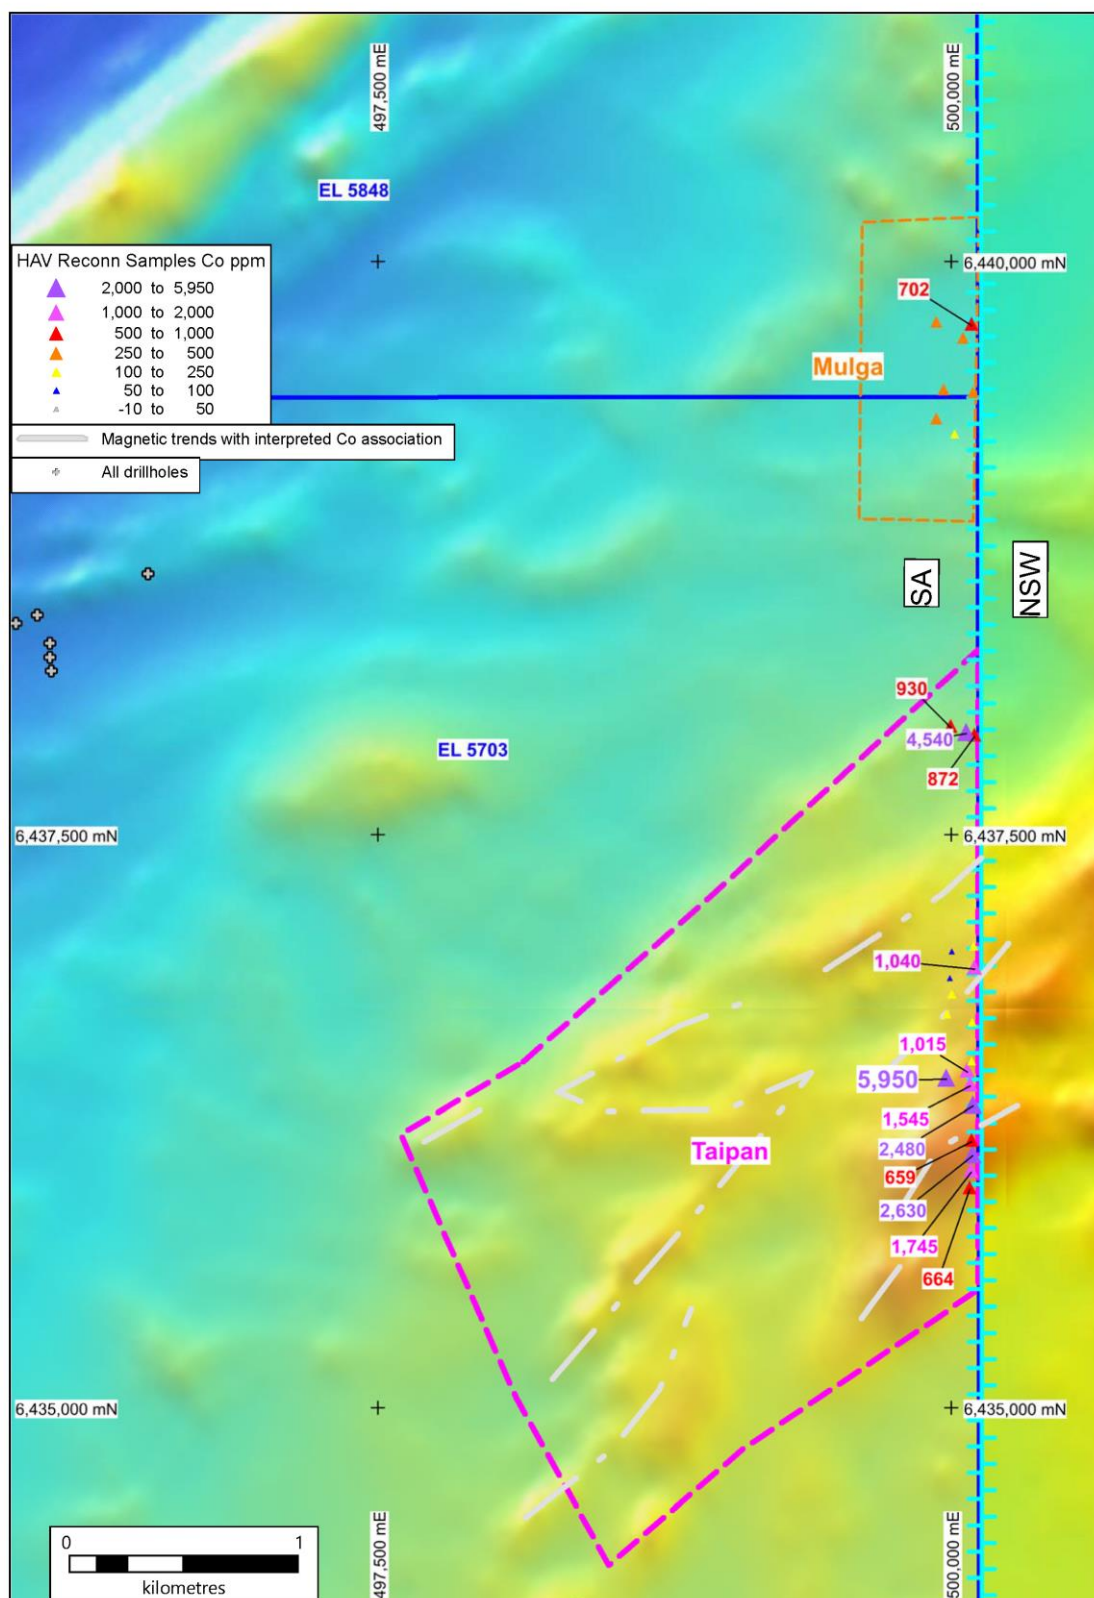 497,500 mE
500,000 mE
EL 5848
HAV Reconn Samples Co ppm
2,000 to 5,950
1,000 to 2,000
500 to 1,000
250 to 500
100 to 250
50 to 100
-10 to 50
6,440,000 mN
702
Mulga
Magnetic trends with interpreted Co association
All drillholes
SA
NSW
930
4,540
EL 5703
872
6,437,500 mN
6,437,500 mN
1,040
1,015
5,950
1,545
Taipan
2,480
659
2,630
1,745
664
6,435,000 mN
6,435,000 mN
0 1
kilometres
497,500 mE
500,000 mE